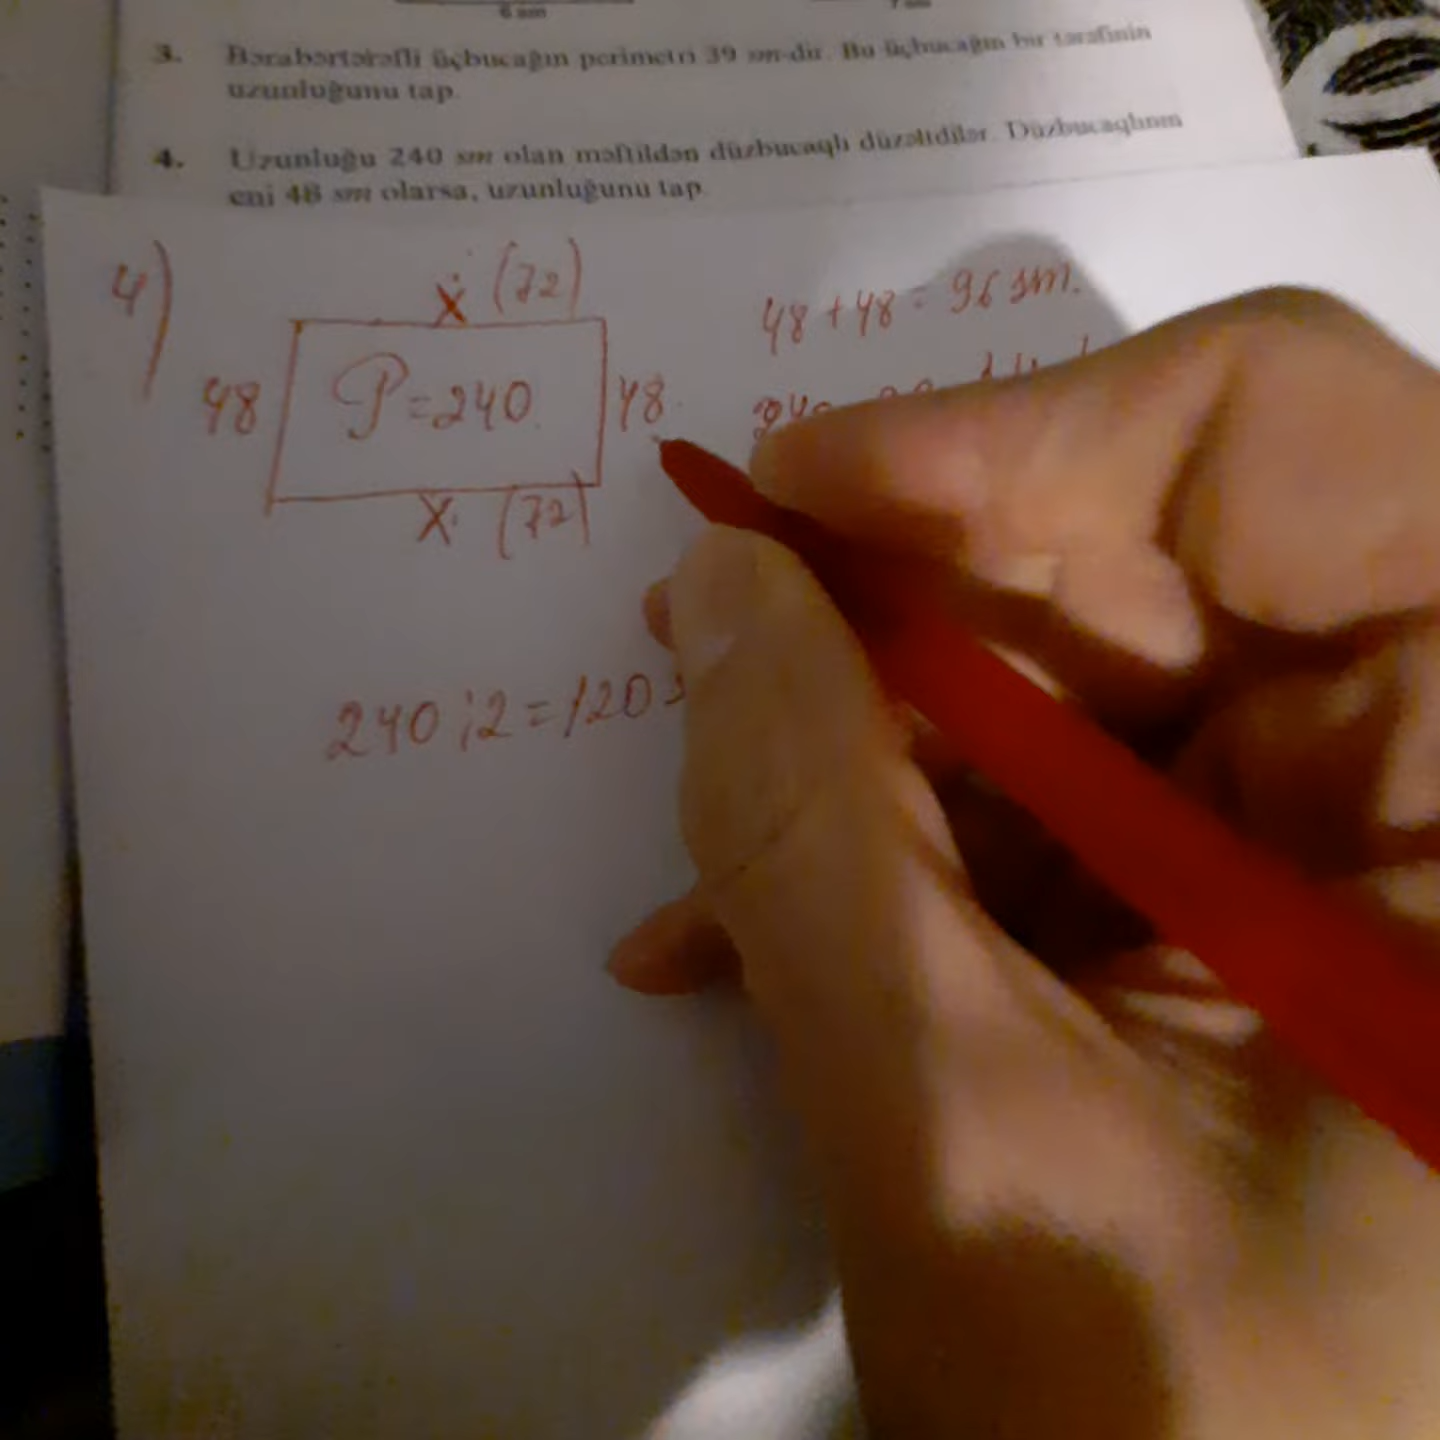 6 sm
3. Bərabərtərəfli üçbucağın perimetri 39 sm-dir. Bu üçbucağın bir tərəfinin
uzunluğunu tap.
4. Uzunluğu 240 sm olan məftildən düzbucaqlı düzəltdilər. Düzbucaqlının
eni 48 sm olarsa, uzunluğunu tap.
4)
x (72)
48 P=240. 48
x (72)
48+48=96 sm.
240:2=120